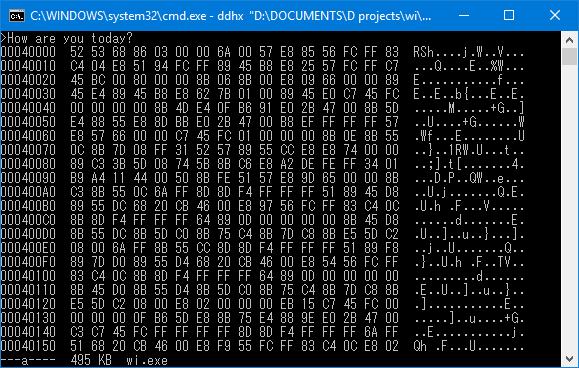 C:\WINDOWS\system32\cmd.exe - ddhx "D:\DOCUMENTS\D projects\wi\...
>How are you today?
00040000 52 53 68 86 03 00 00 6A 00 57 E8 85 56 FC FF 83 RSh....j.W..V...
00040010 C4 04 E8 51 94 FC FF 89 45 B8 E8 25 57 FC FF C7 ...Q....E..%W...
00040020 45 BC 00 80 00 00 8B 06 8B 08 E8 09 66 00 00 89 E...........f...
00040030 45 E4 89 45 B8 E8 62 7B 01 00 89 45 E0 C7 45 FC E..E..b{...E..E.
00040040 00 00 00 00 8B 4D E4 0F B6 91 E0 2B 47 00 8B 5D .....M.....+G..]
00040050 E4 88 55 E8 8D BB E0 2B 47 00 B8 EF FF FF FF 57 ..U....+G......W
00040060 E8 57 66 00 00 C7 45 FC 01 00 00 00 8B 0E 8B 55 .Wf...E........U
00040070 0C 8B 7D 08 FF 31 52 57 89 55 CC E8 E8 74 00 00 ..}..1RW.U...t..
00040080 89 C3 3B 5D 08 74 5B 8B C6 E8 A2 DE FE FF 34 01 ..;].t[.......4.
00040090 B9 A4 11 44 00 50 8B FE 51 57 E8 9D 65 00 00 8B ...D.P..QW..e...
000400A0 C3 8B 55 0C 6A FF 8D 8D F4 FF FF FF 51 89 45 D8 ..U.j.......Q.E.
000400B0 89 55 DC 68 20 CB 46 00 E8 97 56 FC FF 83 C4 0C .U.h .F...V.....
000400C0 8B 8D F4 FF FF FF 64 89 0D 00 00 00 00 8B 45 D8 ......d.......E.
000400D0 8B 55 DC 8B 5D C0 8B 75 C4 8B 7D C8 8B E5 5D C2 .U..]..u..}...].
000400E0 08 00 6A FF 8B 55 CC 8D 8D F4 FF FF FF 51 89 F8 ..j..U.......Q..
000400F0 89 7D D0 89 55 D4 68 20 CB 46 00 E8 54 56 FC FF .}..U.h .F..TV..
00040100 83 C4 0C 8B 8D F4 FF FF FF 64 89 0D 00 00 00 00 .........d......
00040110 8B 45 D0 8B 55 D4 8B 5D C0 8B 75 C4 8B 7D C8 8B .E..U..]..u..}..
00040120 E5 5D C2 08 00 E8 02 00 00 00 EB 15 C7 45 FC 00 .]...........E..
00040130 00 00 00 0F B6 5D E8 8B 75 E4 88 9E E0 2B 47 00 .....]..u....+G.
00040140 C3 C7 45 FC FF FF FF FF 8D 8D F4 FF FF FF 6A FF ..E...........j.
00040150 51 68 20 CB 46 00 E8 F9 55 FC FF 83 C4 0C E8 02 Qh .F...U.......
---a---- 495 KB wi.exe